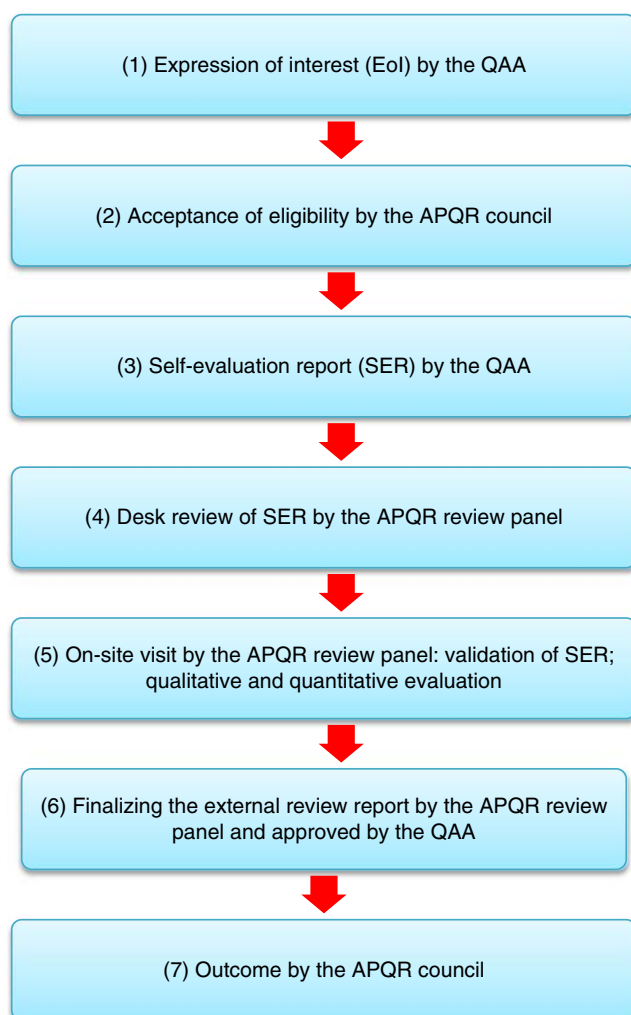 (1) Expression of interest (EoI) by the QAA
(2) Acceptance of eligibility by the APQR council
(3) Self-evaluation report (SER) by the QAA
(4) Desk review of SER by the APQR review panel
(5) On-site visit by the APQR review panel: validation of SER;
qualitative and quantitative evaluation
(6) Finalizing the external review report by the APQR review
panel and approved by the QAA
(7) Outcome by the APQR council